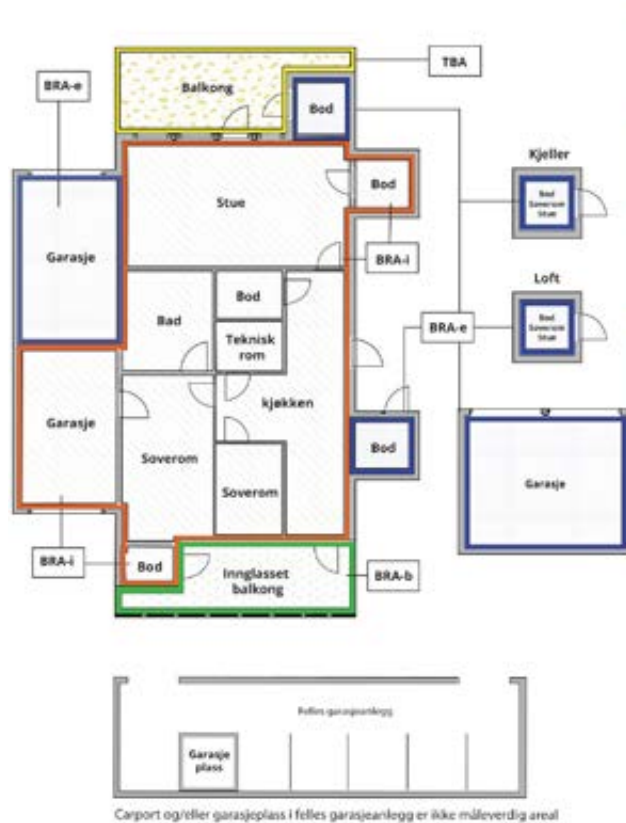 TBA
BRA-e
Balkong
Bod
Kjeller
Bod
Soverom
Stue
Bod
Stue
Garasje
BRA-i
Loft
Bod
Bad
Teknisk
rom
BRA-e
Bod
Soverom
Stue
kjøkken
Garasje
Bod
Soverom
Soverom
Garasje
BRA-i
Bod
Innglasset
balkong
BRA-b
Felles garasjeanlegg
Garasje
plass
Carport og/eller garasjeplass i felles garasjeanlegg er ikke måleverdig areal